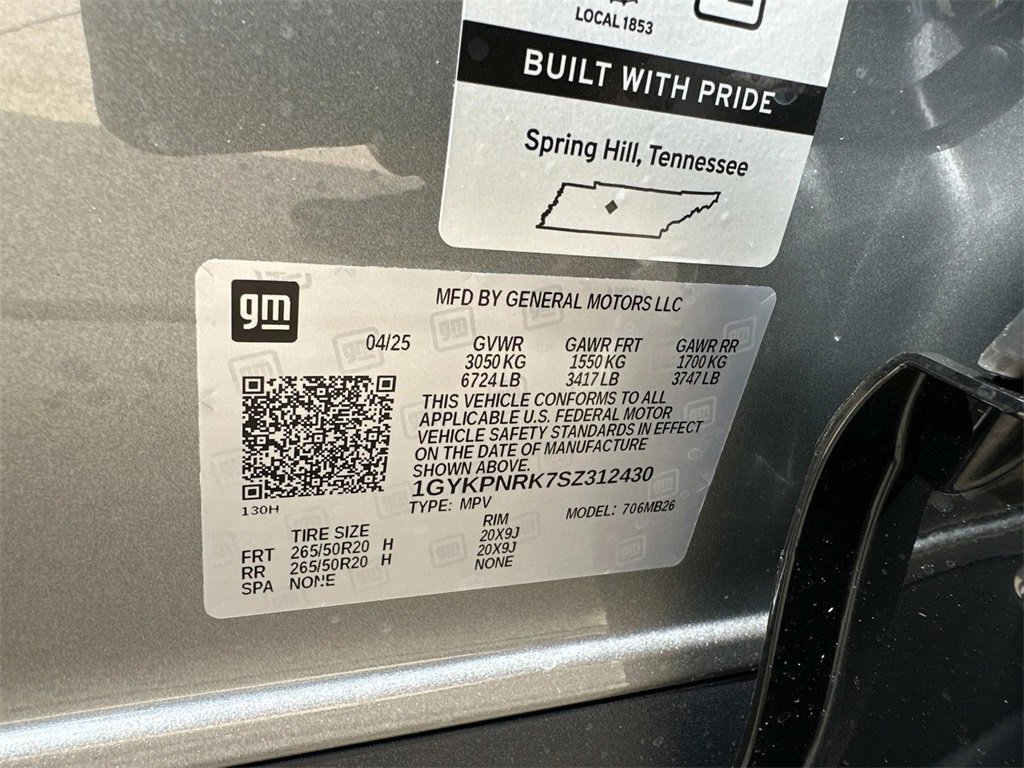 LOCAL 1853
BUILT WITH PRIDE
Spring Hill, Tennessee
gm
MFD BY GENERAL MOTORS LLC
04/25 GVWR GAWR FRT GAWR RR
3050 KG 1550 KG 1700 KG
6724 LB 3417 LB 3747 LB
THIS VEHICLE CONFORMS TO ALL
APPLICABLE U.S. FEDERAL MOTOR
VEHICLE SAFETY STANDARDS IN EFFECT
ON THE DATE OF MANUFACTURE
SHOWN ABOVE.
1GYKPNRK7SZ312430
130H
TYPE: MPV MODEL: 706MB26
TIRE SIZE RIM
FRT 265/50R20 H 20X9J
RR 265/50R20 H 20X9J
SPA NONE NONE